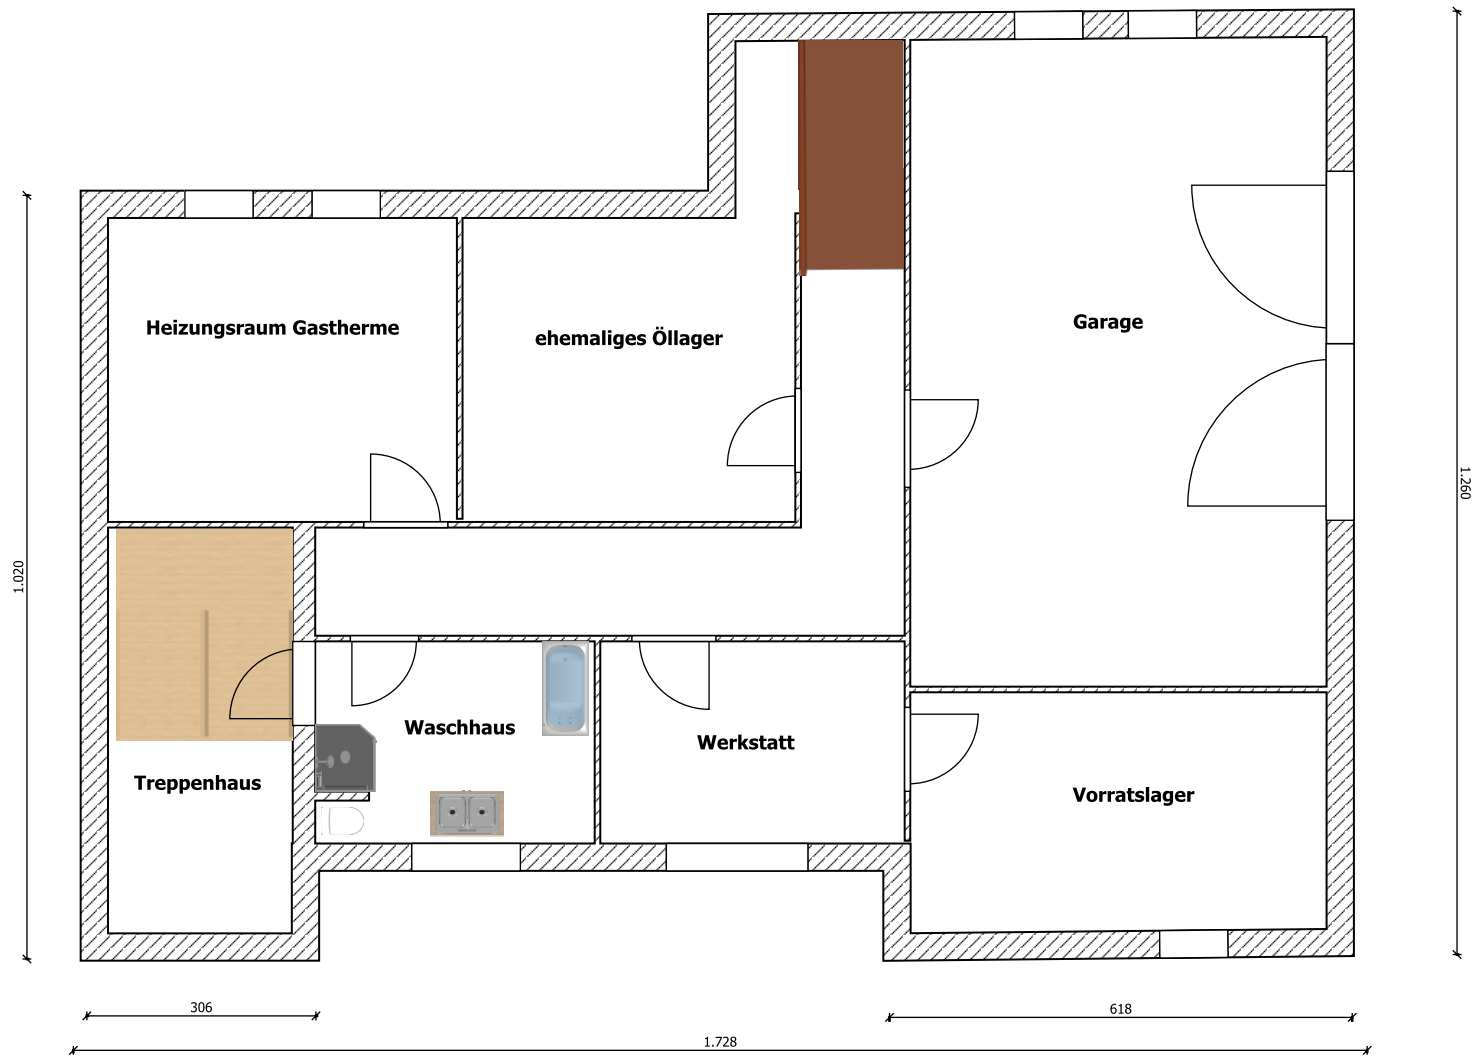 Heizungsraum Gastherme
ehemaliges Öllager
Garage
1.260
1.020
Waschhaus
Werkstatt
Treppenhaus
Vorratslager
306
618
1.728